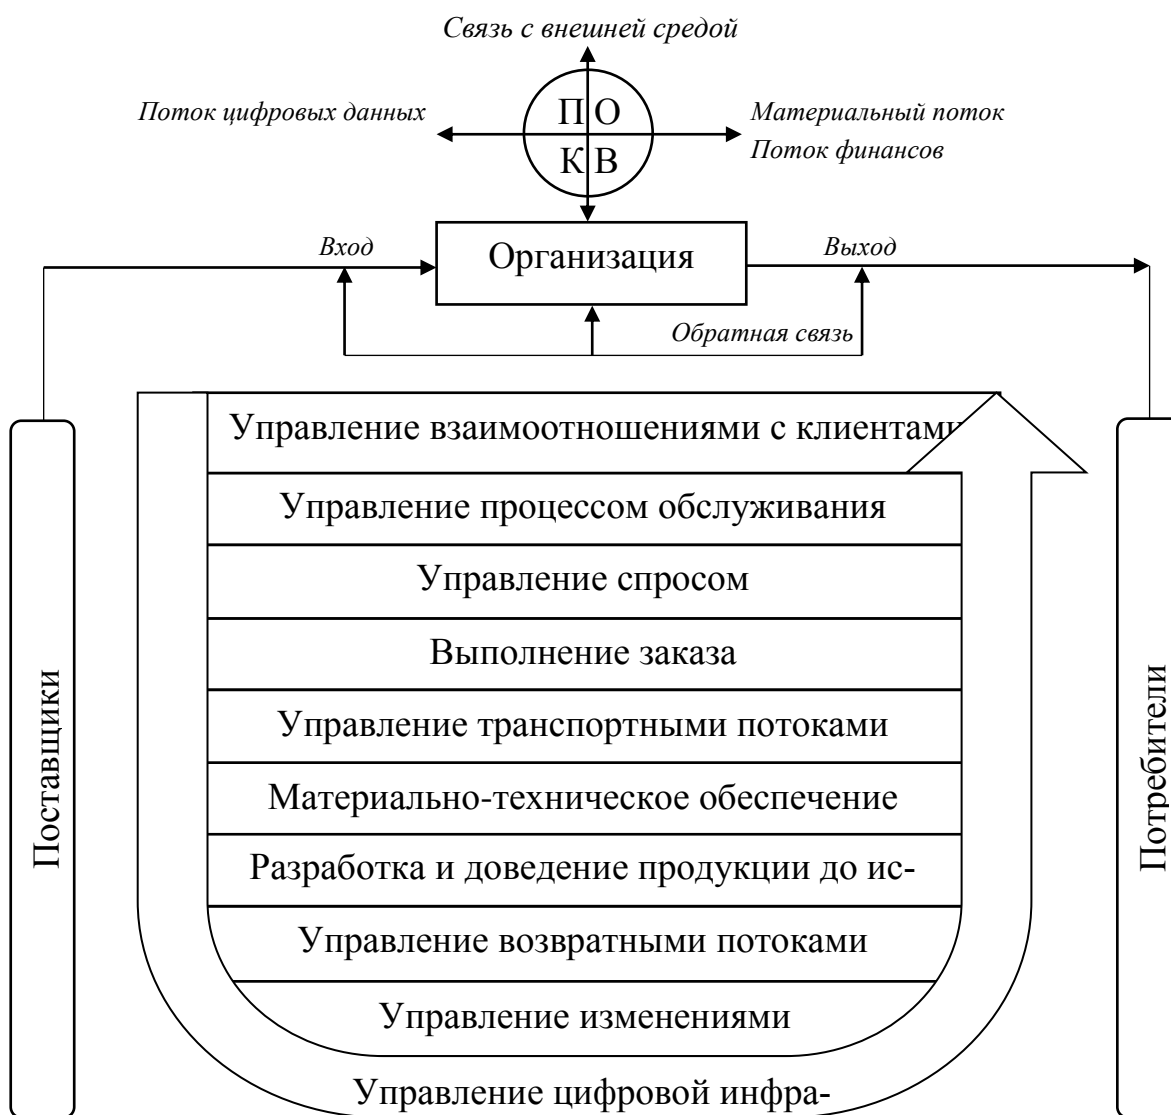 Связь с внешней средой
Поток цифровых данных
П О
К В
Материальный поток
Поток финансов
Вход
Организация
Выход
Обратная связь
Управление взаимоотношениями с клиентами
Управление процессом обслуживания
Управление спросом
Выполнение заказа
Управление транспортными потоками
Материально-техническое обеспечение
Разработка и доведение продукции до ис-
Управление возвратными потоками
Управление изменениями
Управление цифровой инфра-
Поставщики
Потребители